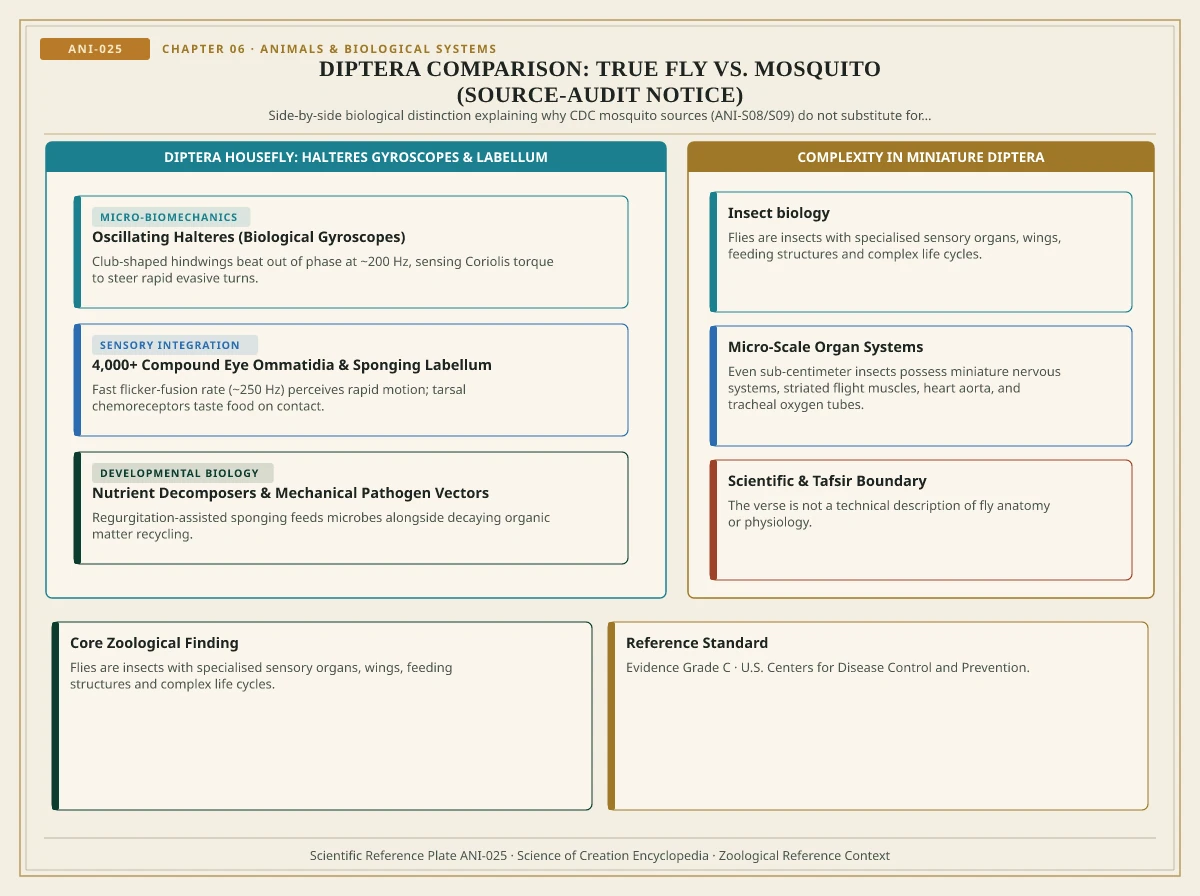 ANI-025
CHAPTER 06 · ANIMALS & BIOLOGICAL SYSTEMS
DIPTERA COMPARISON: TRUE FLY VS. MOSQUITO
(SOURCE-AUDIT NOTICE)
Side-by-side biological distinction explaining why CDC mosquito sources (ANI-S08/S09) do not substitute for...
DIPTERA HOUSEFLY: HALTERES GYROSCOPES & LABELLUM
MICRO-BIOMECHANICS
Oscillating Halteres (Biological Gyroscopes)
Club-shaped hindwings beat out of phase at ~200 Hz, sensing Coriolis torque
to steer rapid evasive turns.
SENSORY INTEGRATION
4,000+ Compound Eye Ommatidia & Sponging Labellum
Fast flicker-fusion rate (~250 Hz) perceives rapid motion; tarsal
chemoreceptors taste food on contact.
DEVELOPMENTAL BIOLOGY
Nutrient Decomposers & Mechanical Pathogen Vectors
Regurgitation-assisted sponging feeds microbes alongside decaying organic
matter recycling.
COMPLEXITY IN MINIATURE DIPTERA
Insect biology
Flies are insects with specialised sensory organs, wings,
feeding structures and complex life cycles.
Micro-Scale Organ Systems
Even sub-centimeter insects possess miniature nervous
systems, striated flight muscles, heart aorta, and
tracheal oxygen tubes.
Scientific & Tafsir Boundary
The verse is not a technical description of fly anatomy
or physiology.
Core Zoological Finding
Flies are insects with specialised sensory organs, wings, feeding
structures and complex life cycles.
Reference Standard
Evidence Grade C · U.S. Centers for Disease Control and Prevention.
Scientific Reference Plate ANI-025 · Science of Creation Encyclopedia · Zoological Reference Context